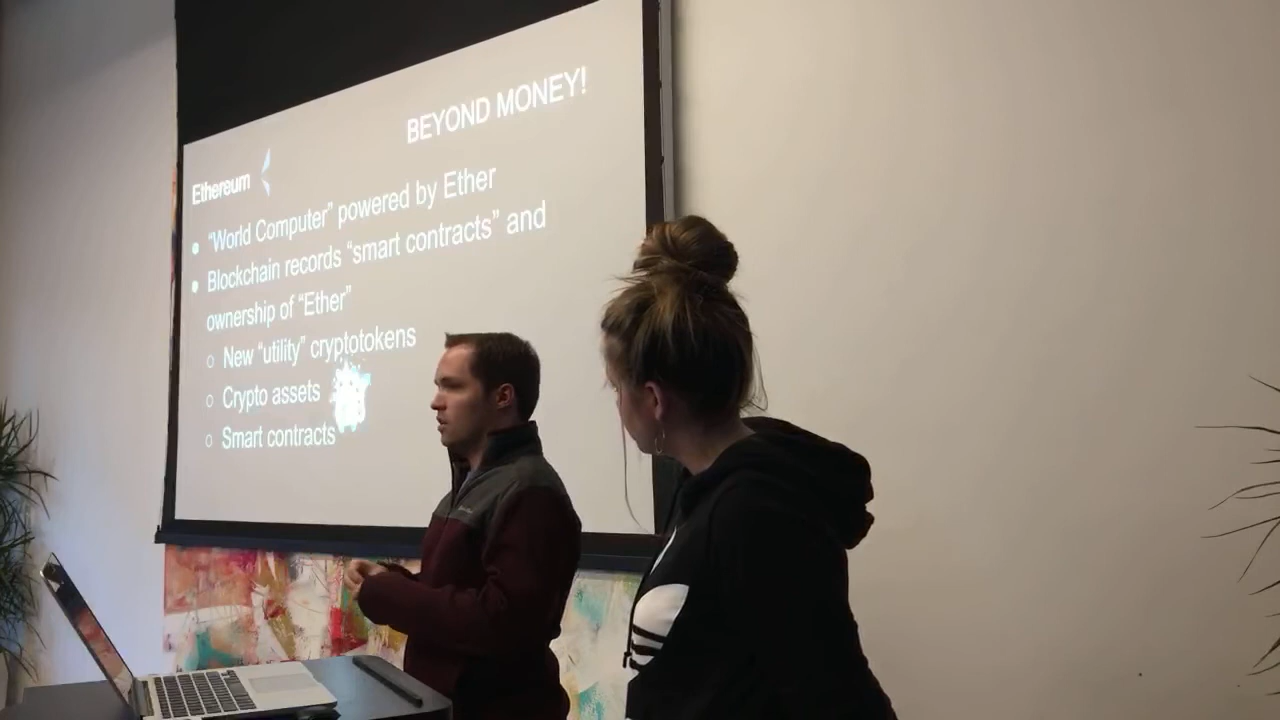 BEYOND MONEY!
Ethereum
• "World Computer" powered by Ether
• Blockchain records "smart contracts" and
ownership of "Ether"
○ New "utility" cryptotokens
○ Crypto assets
○ Smart contracts